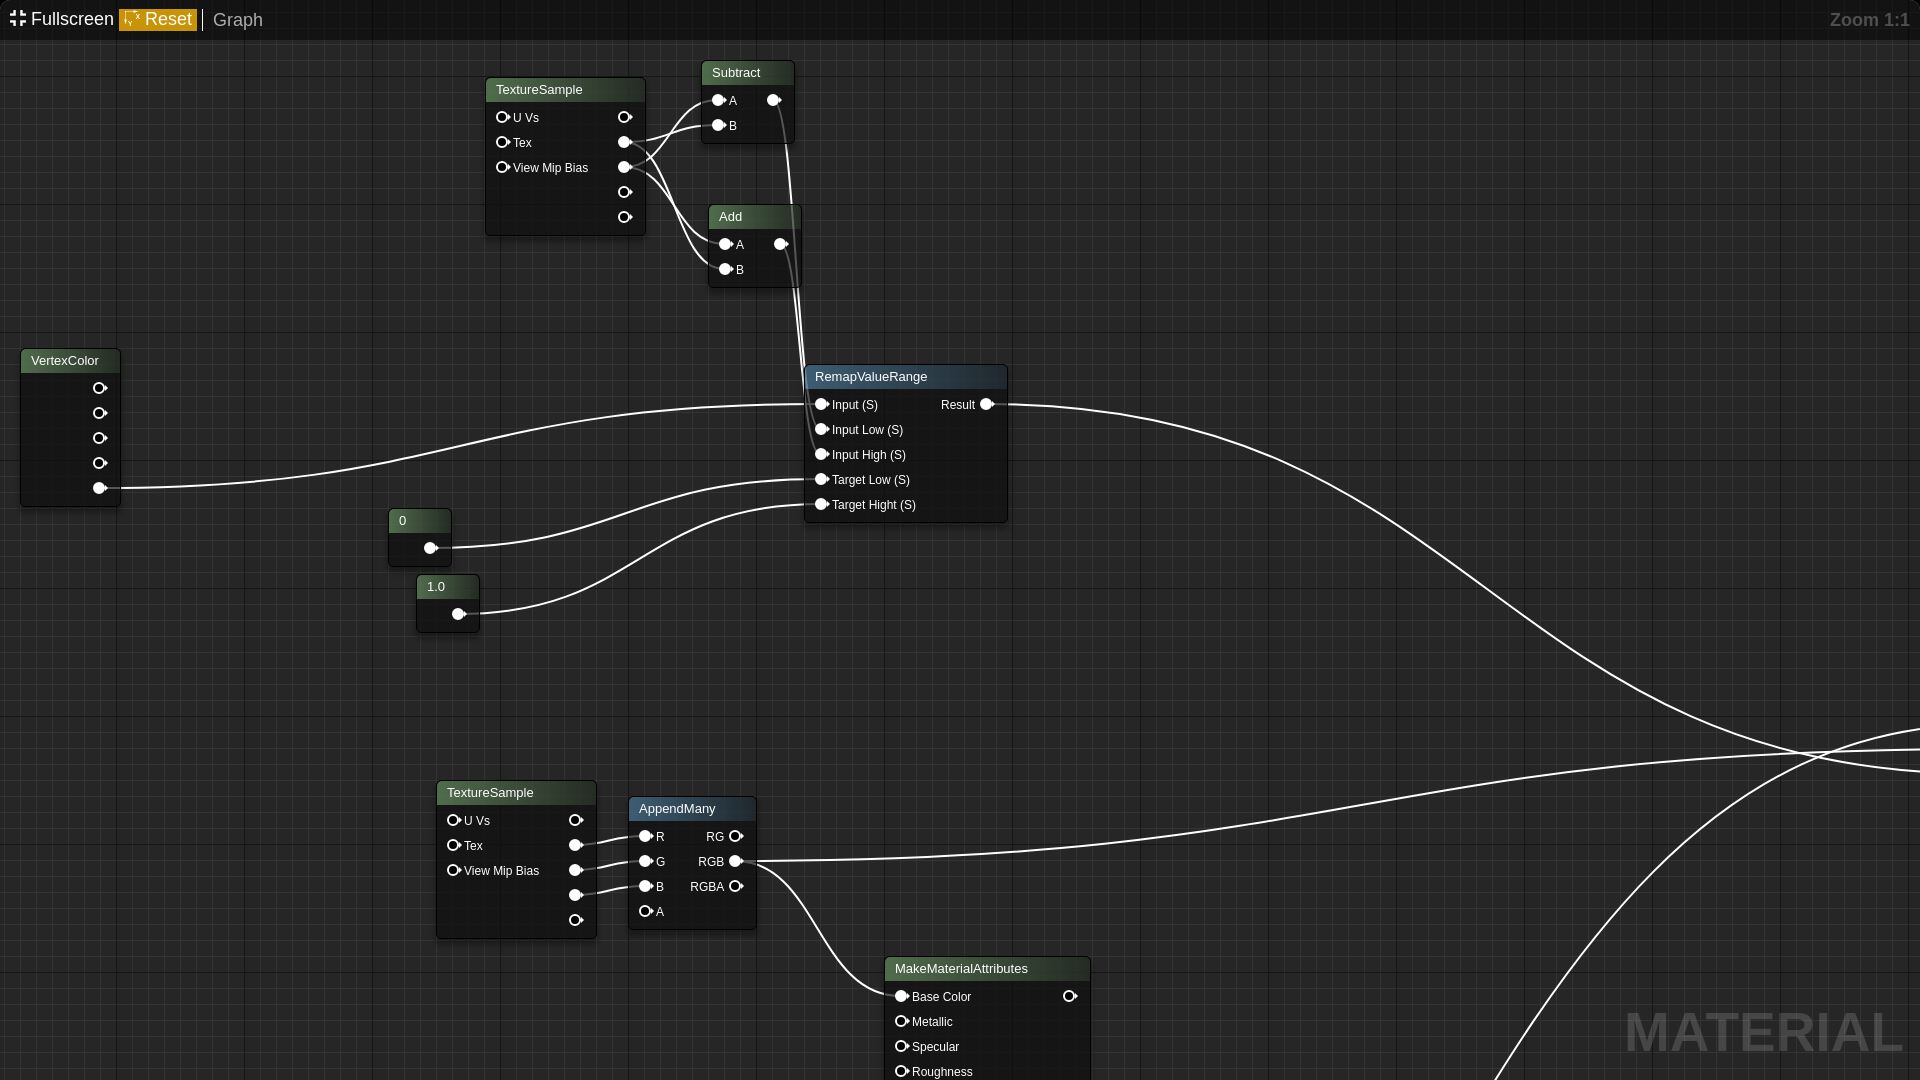 Fullscreen Reset Graph Zoom 1:1
Subtract
A
B
TextureSample
U Vs
Tex
View Mip Bias
Add
A
B
VertexColor
RemapValueRange
Input (S) Result
Input Low (S)
Input High (S)
Target Low (S)
Target Hight (S)
0
1.0
TextureSample
U Vs
Tex
View Mip Bias
AppendMany
R RG
G RGB
B RGBA
A
MakeMaterialAttributes
Base Color
Metallic
Specular
Roughness
MATERIAL